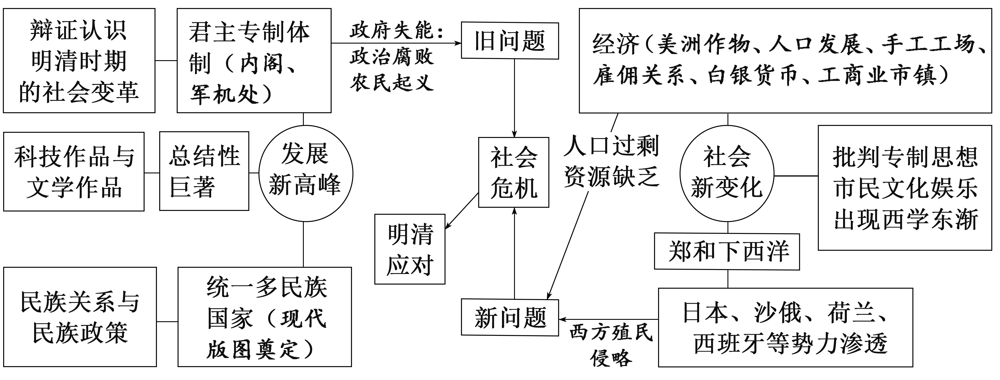 辩证认识
明清时期
的社会变革
君主专制体
制（内阁、
军机处）
政府失能：
政治腐败
农民起义
旧问题
经济（美洲作物、人口发展、手工工场、
雇佣关系、白银货币、工商业市镇）
科技作品与
文学作品
总结性
巨著
发展
新高峰
社会
危机
人口过剩
资源缺乏
社会
新变化
批判专制思想
市民文化娱乐
出现西学东渐
明清
应对
郑和下西洋
民族关系与
民族政策
统一多民族
国家（现代
版图奠定）
新问题
西方殖民
侵略
日本、沙俄、荷兰、
西班牙等势力渗透